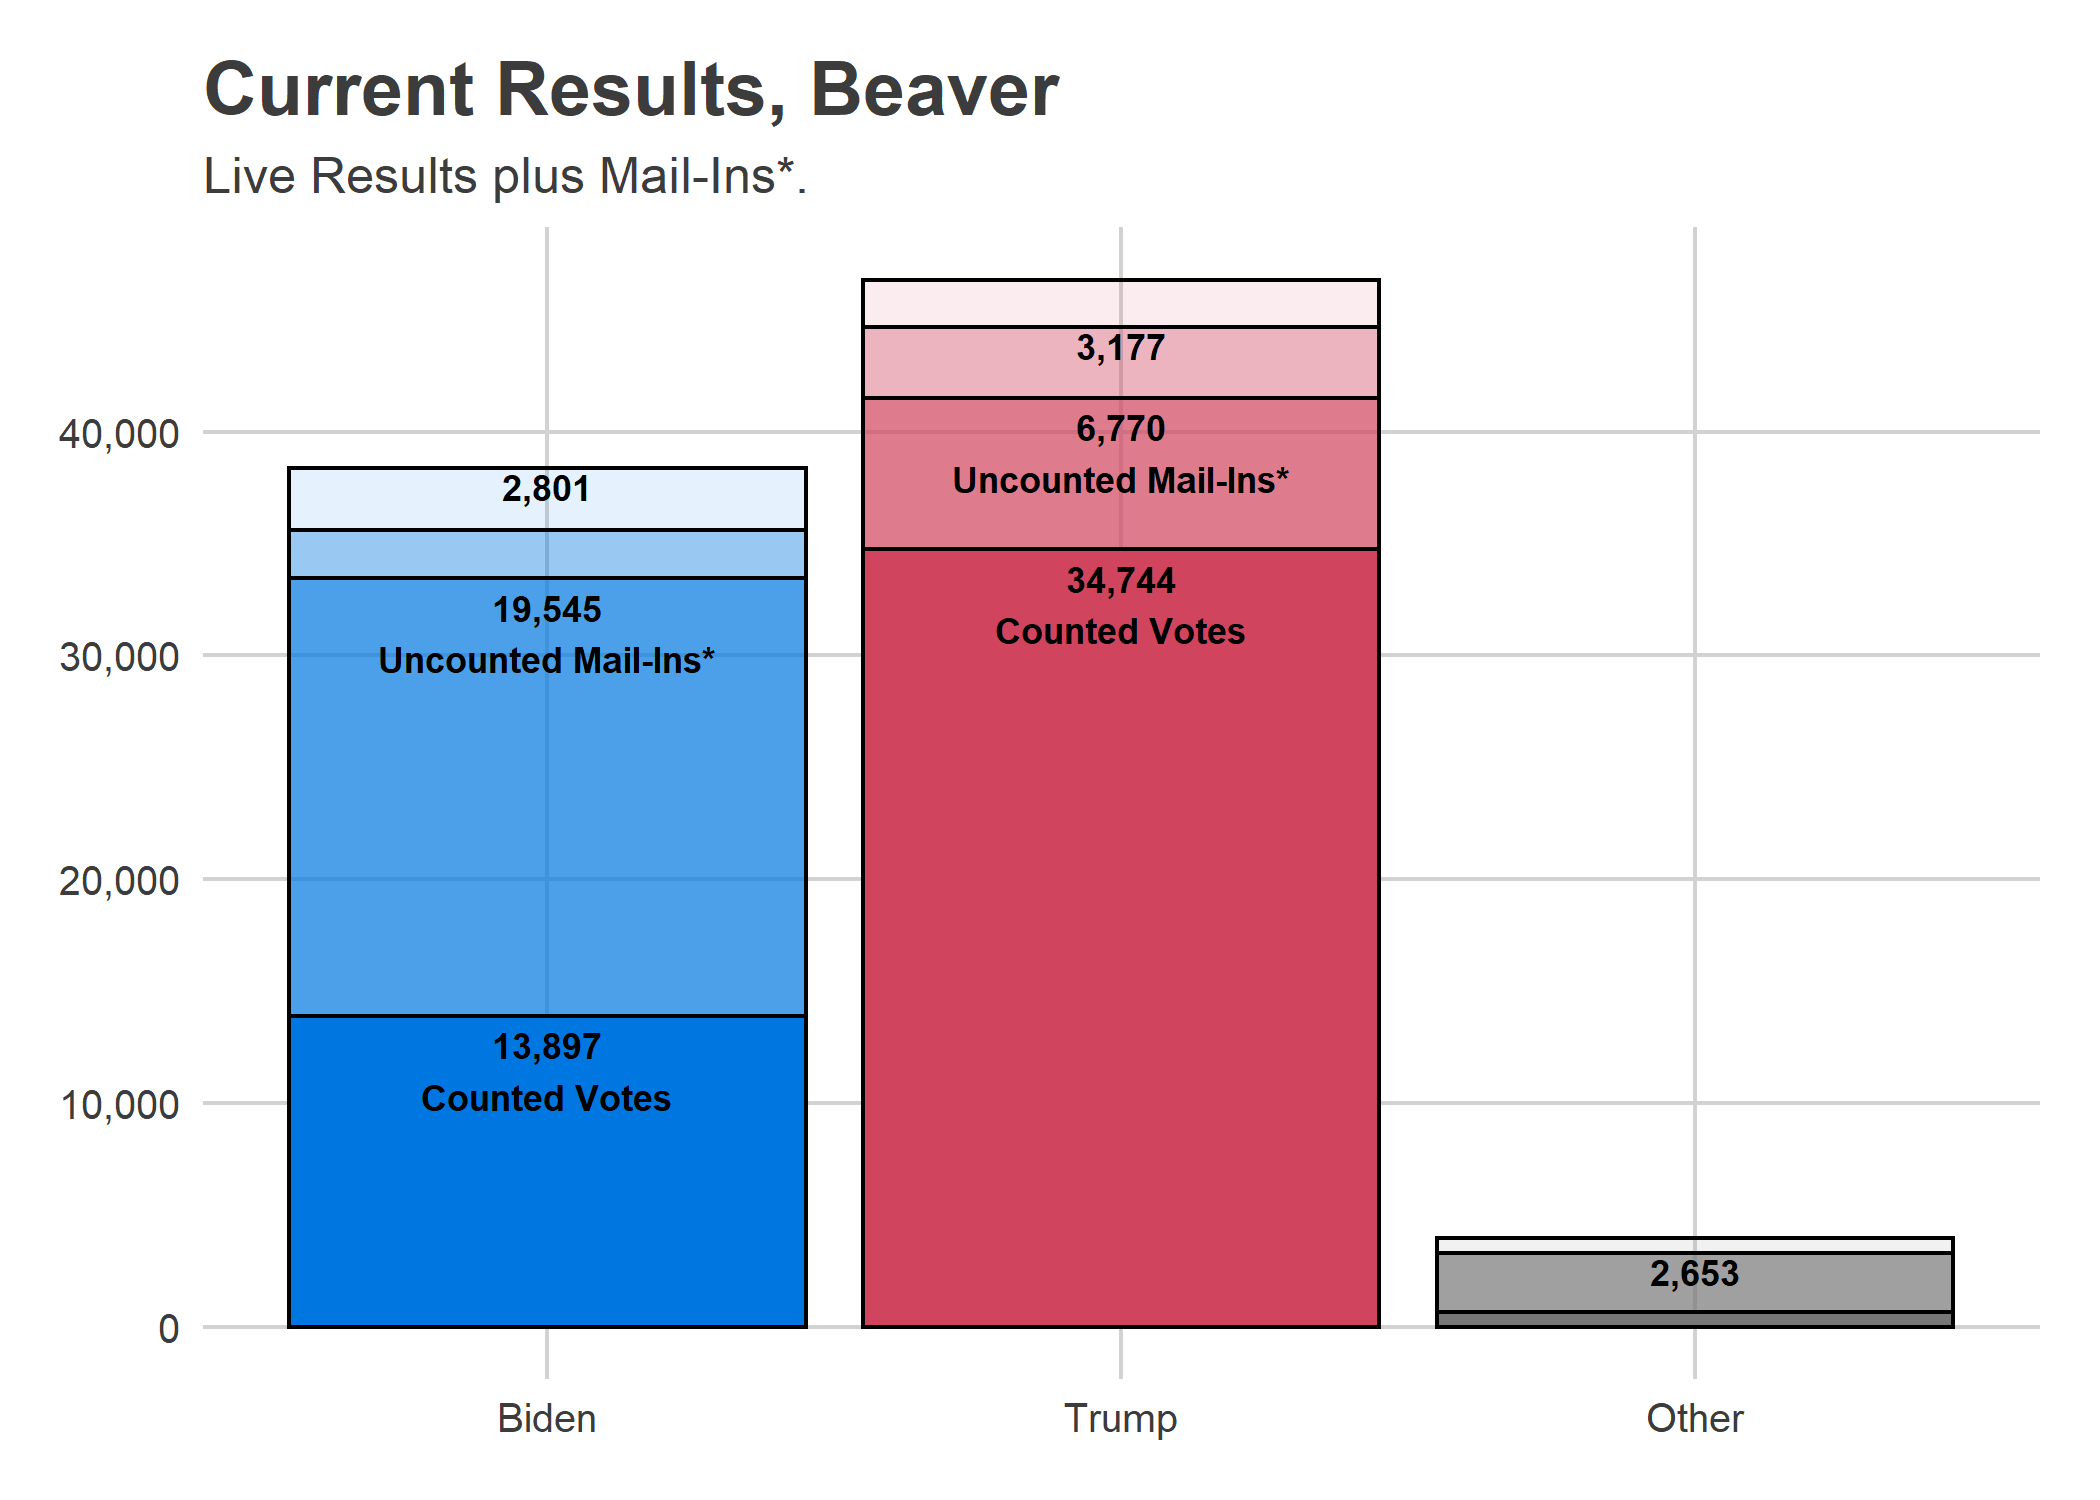 Current Results, Beaver
Live Results plus Mail-Ins*.
40,000
30,000
20,000
10,000
0
2,801
19,545
Uncounted Mail-Ins*
13,897
Counted Votes
3,177
6,770
Uncounted Mail-Ins*
34,744
Counted Votes
2,653
Biden
Trump
Other